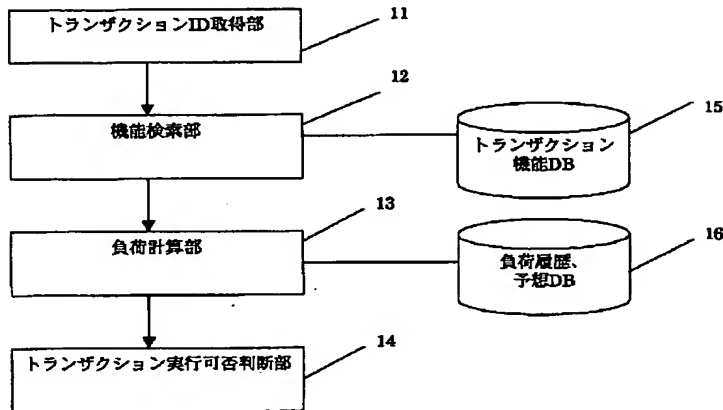 トランザクションID取得部
11
12
機能検索部
15
トランザクション
機能DB
13
負荷計算部
16
負荷履歴、
予想DB
14
トランザクション実行可否判断部